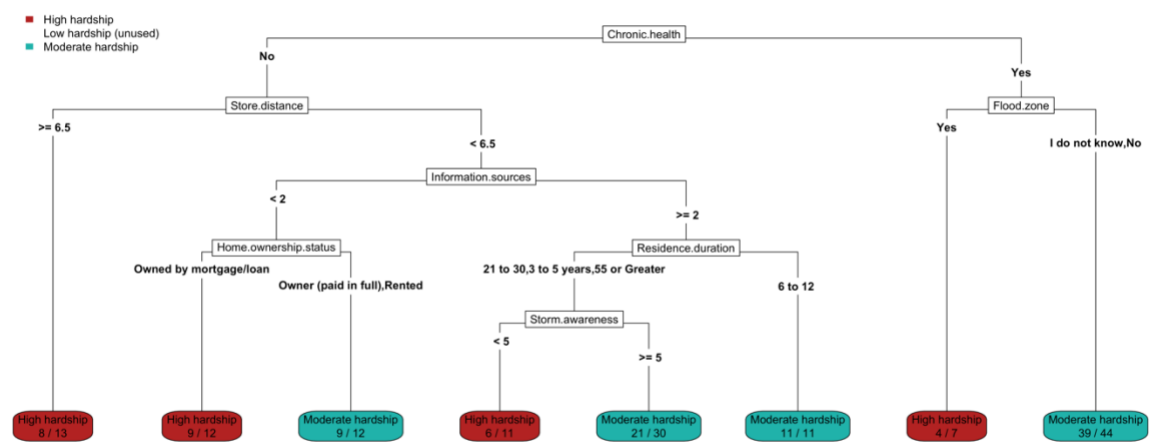 High hardship
Low hardship (unused)
Moderate hardship
Chronic.health
No
Yes
Store.distance
Flood.zone
>= 6.5
Yes
< 6.5
I do not know,No
Information.sources
< 2
>= 2
Home.ownership.status
Residence.duration
Owned by mortgage/loan
21 to 30,3 to 5 years,55 or Greater
Owner (paid in full),Rented
6 to 12
Storm.awareness
< 5
>= 5
High hardship
8 / 13
High hardship
9 / 12
Moderate hardship
9 / 12
High hardship
6 / 11
Moderate hardship
21 / 30
Moderate hardship
11 / 11
High hardship
4 / 7
Moderate hardship
39 / 44